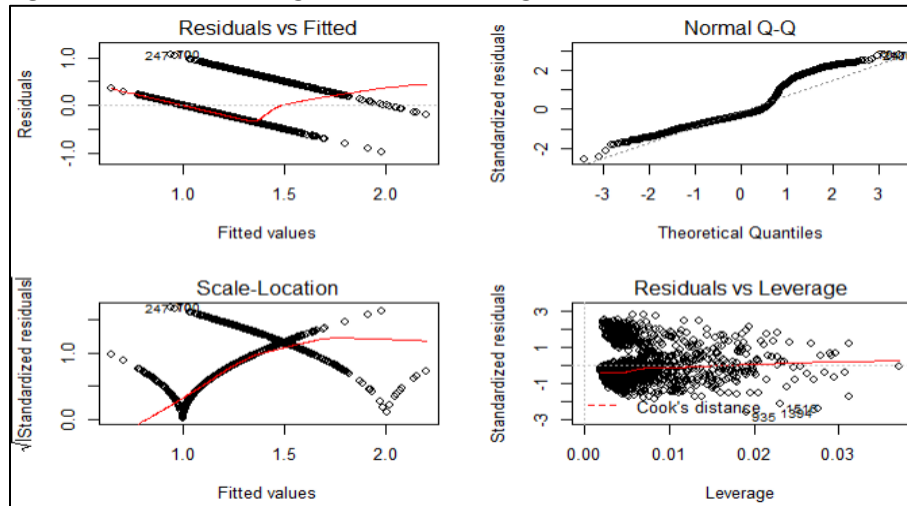 Residuals vs Fitted
Residuals
1.0
0.0
-1.0
1.0
1.5
2.0
Fitted values
Normal Q-Q
Standardized residuals
2
0
-2
-3
-2
-1
0
1
2
3
Theoretical Quantiles
Scale-Location
√|Standardized residuals|
1.0
0.0
1.0
1.5
2.0
Fitted values
Residuals vs Leverage
Standardized residuals
3
1
-1
-3
Cook's distance
935
0.00
0.01
0.02
0.03
Leverage